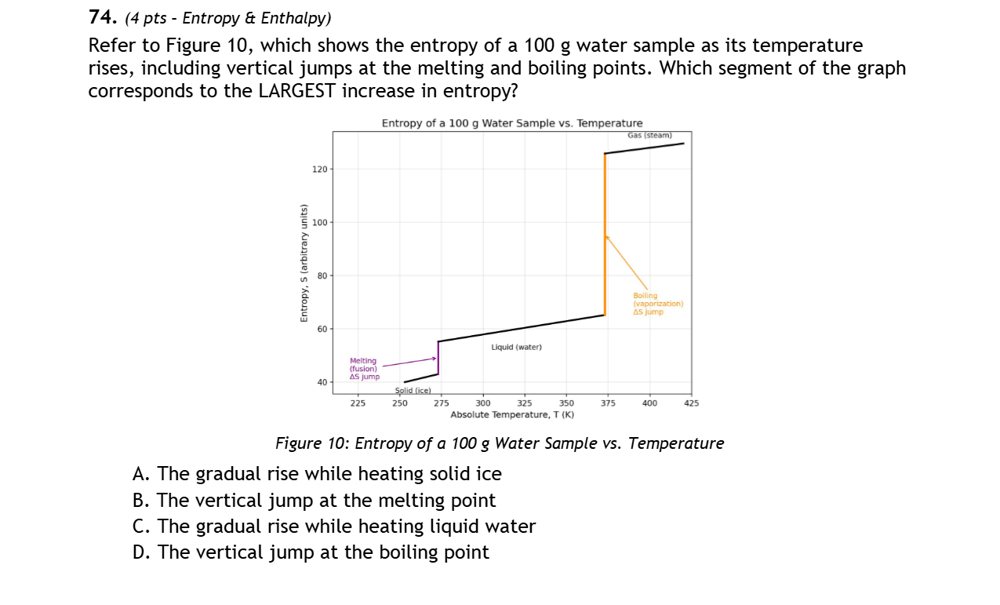 74. (4 pts - Entropy & Enthalpy)
Refer to Figure 10, which shows the entropy of a 100 g water sample as its temperature
rises, including vertical jumps at the melting and boiling points. Which segment of the graph
corresponds to the LARGEST increase in entropy?
Entropy of a 100 g Water Sample vs. Temperature
Gas (steam)
120
100
80
60
40
Entropy, S (arbitrary units)
Boiling
(vaporization)
ΔS jump
Liquid (water)
Melting
(fusion)
ΔS jump
Solid (ice)
225 250 275 300 325 350 375 400 425
Absolute Temperature, T (K)
Figure 10: Entropy of a 100 g Water Sample vs. Temperature
A. The gradual rise while heating solid ice
B. The vertical jump at the melting point
C. The gradual rise while heating liquid water
D. The vertical jump at the boiling point